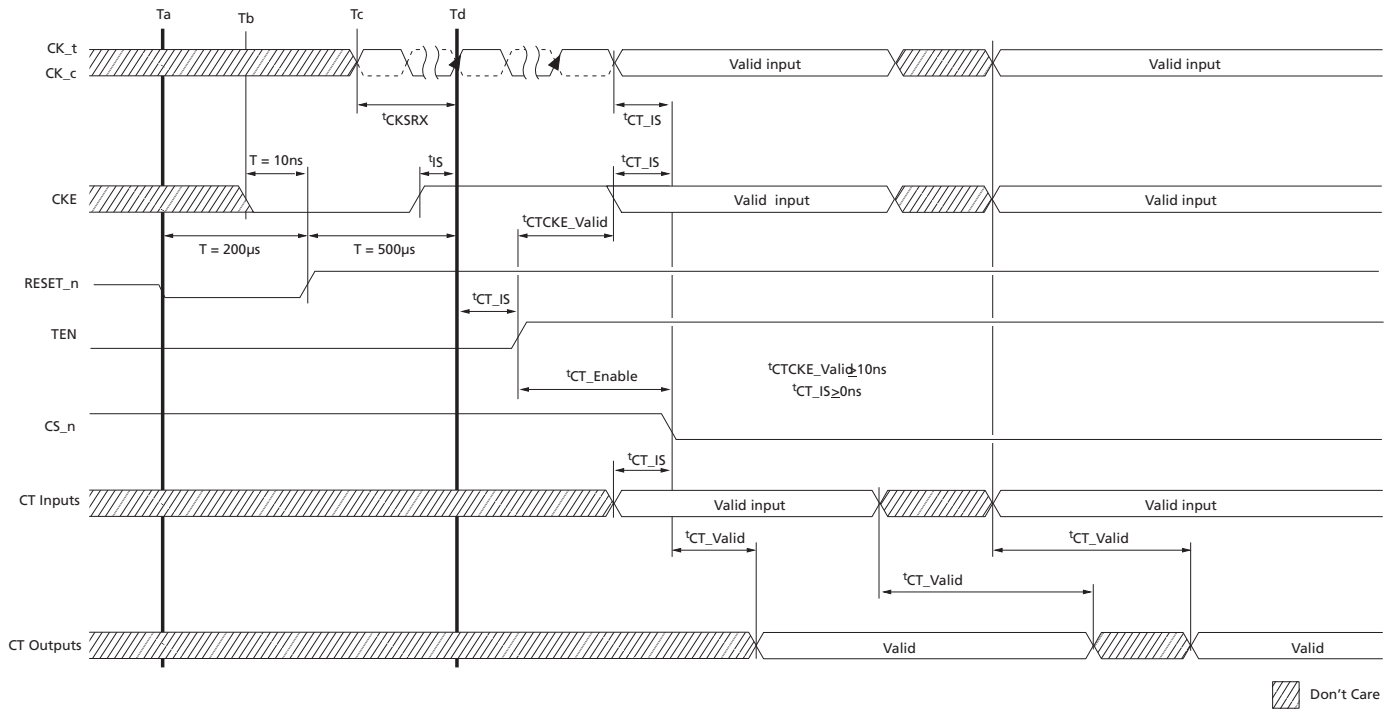 Ta Tb Tc Td
CK_t
CK_c
Valid input
Valid input
tCKSRX
tCT_IS
T = 10ns
tIS
tCT_IS
CKE
Valid input
Valid input
tCTCKE_Valid
T = 200µs
T = 500µs
RESET_n
tCT_IS
TEN
tCT_Enable
tCTCKE_Valid≥10ns
tCT_IS≥0ns
CS_n
tCT_IS
CT Inputs
Valid input
Valid input
tCT_Valid
tCT_Valid
tCT_Valid
CT Outputs
Valid
Valid
Don't Care